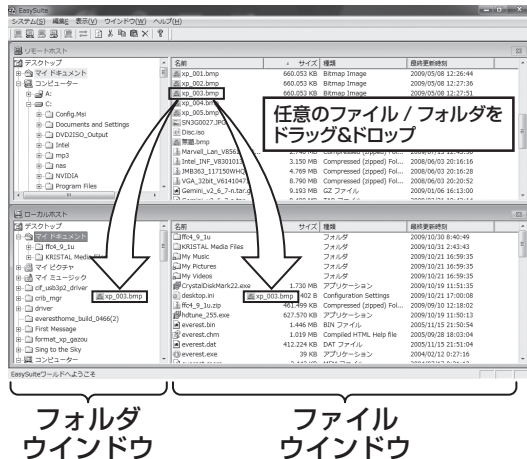 EasySuite
システム(S) 編集E 表示(V) ウインドウ(W) ヘルプ(H)
リモートホスト
デスクトップ
マイ ドキュメント
コンピューター
A:
C:
Config.Msi
Documents and Settings
DVD2ISO_Output
Intel
mp3
nas
NVIDIA
Program Files
名前 サイズ 種類 最終更新時刻
xp_001.bmp 660.053 KB Bitmap Image 2009/05/08 12:26:44
xp_002.bmp 660.053 KB Bitmap Image 2009/05/08 12:27:36
xp_003.bmp 660.053 KB Bitmap Image 2009/05/08 12:27:51
xp_004.bmp
xp_005.bmp
SN3G0027.JPG
Disc.iso
無題.bmp
任意のファイル / フォルダを
ドラッグ&ドロップ
Marvell_Lan_V8561
Intel_INF_V8301013 3.150 MB Compressed (zipped) Fol... 2008/06/03 20:16:16
JMB363_117150WHQ 4.769 MB Compressed (zipped) Fol... 2008/06/03 20:16:28
VGA_32bit_V6141047 8.790 MB Compressed (zipped) Fol... 2008/06/03 20:20:52
Gemini_v2_6_7-n.tar.g 9.193 MB GZ ファイル 2009/01/06 16:13:00
ローカルホスト
デスクトップ
マイ ドキュメント
ffc4_9_1u
KRISTAL Media Files
マイ ピクチャ
マイ ミュージック
cif_usb3p2_driver
crib_mgr
driver
everesthome_build_0466(2)
First Message
format_xp_gazou
Sing to the Sky
コンピューター
xp_003.bmp
名前 サイズ 種類 最終更新時刻
ffc4_9_1u フォルダ 2009/10/30 8:40:49
KRISTAL Media Files フォルダ 2009/10/31 2:43:43
My Music フォルダ 2009/10/21 16:59:35
My Pictures フォルダ 2009/10/21 16:59:35
My Videos フォルダ 2009/10/21 16:59:35
CrystalDiskMark22.exe 1.730 MB アプリケーション 2009/10/19 11:51:35
desktop.ini 402 B Configuration Settings 2009/10/21 17:00:08
xp_003.bmp
ffc4_9_1u.zip 461.499 KB Compressed (zipped) Fol... 2009/09/10 12:18:02
hdtune_255.exe 627.570 KB アプリケーション 2009/10/19 11:50:13
everest.bin 1.446 MB BIN ファイル 2005/11/15 21:50:54
everest.chm 1.019 MB Compiled HTML Help file 2005/09/28 18:03:04
everest.dat 412.224 KB DAT ファイル 2005/11/15 21:51:04
everest.exe 39 KB アプリケーション 2004/02/12 0:27:16
EasySuiteワールドへようこそ
フォルダ
ウインドウ
ファイル
ウインドウ